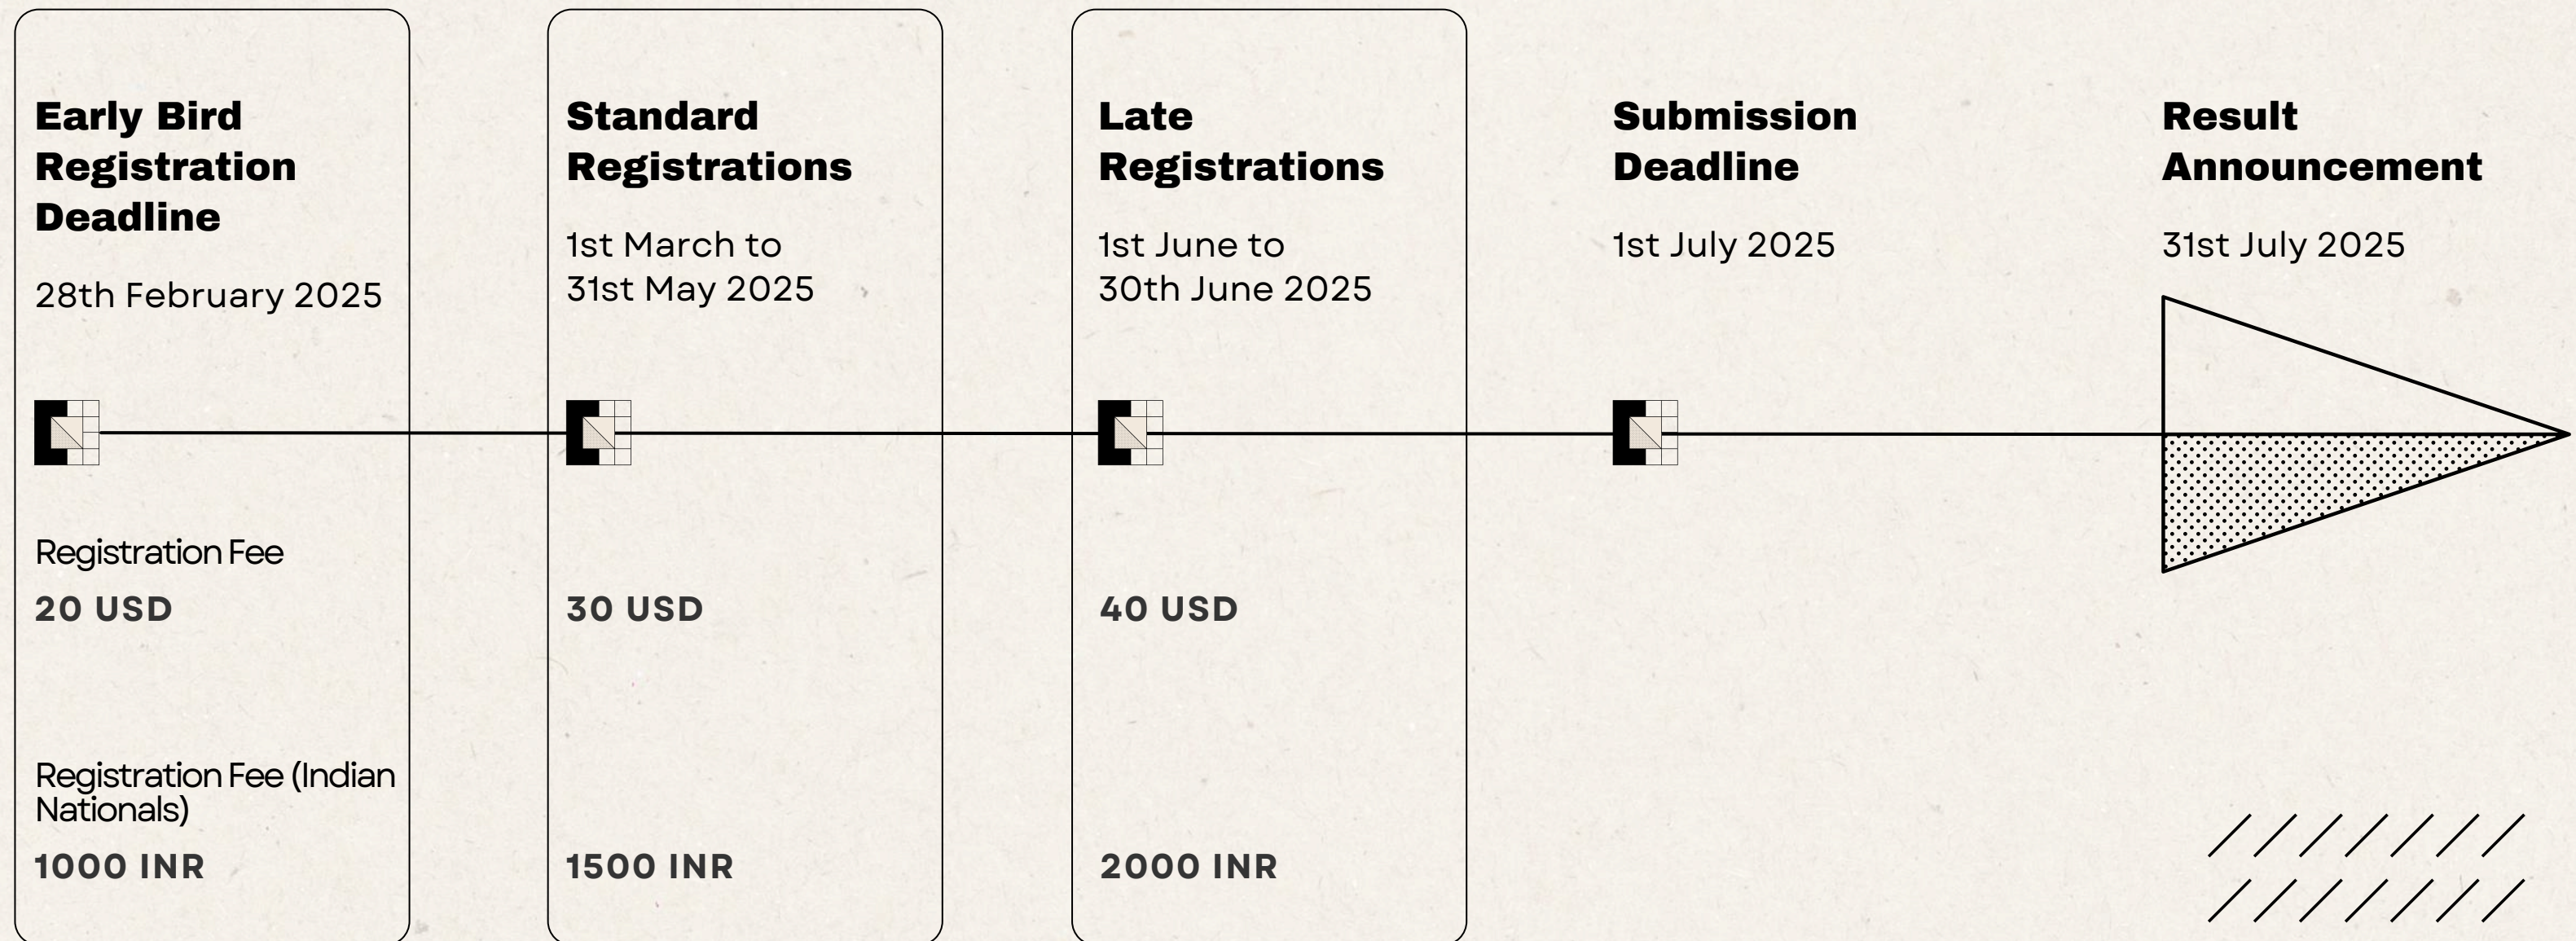 Early Bird
Registration
Deadline
28th February 2025
Registration Fee
20 USD
Registration Fee (Indian
Nationals)
1000 INR
Standard
Registrations
1st March to
31st May 2025
30 USD
1500 INR
Late
Registrations
1st June to
30th June 2025
40 USD
2000 INR
Submission
Deadline
1st July 2025
Result
Announcement
31st July 2025